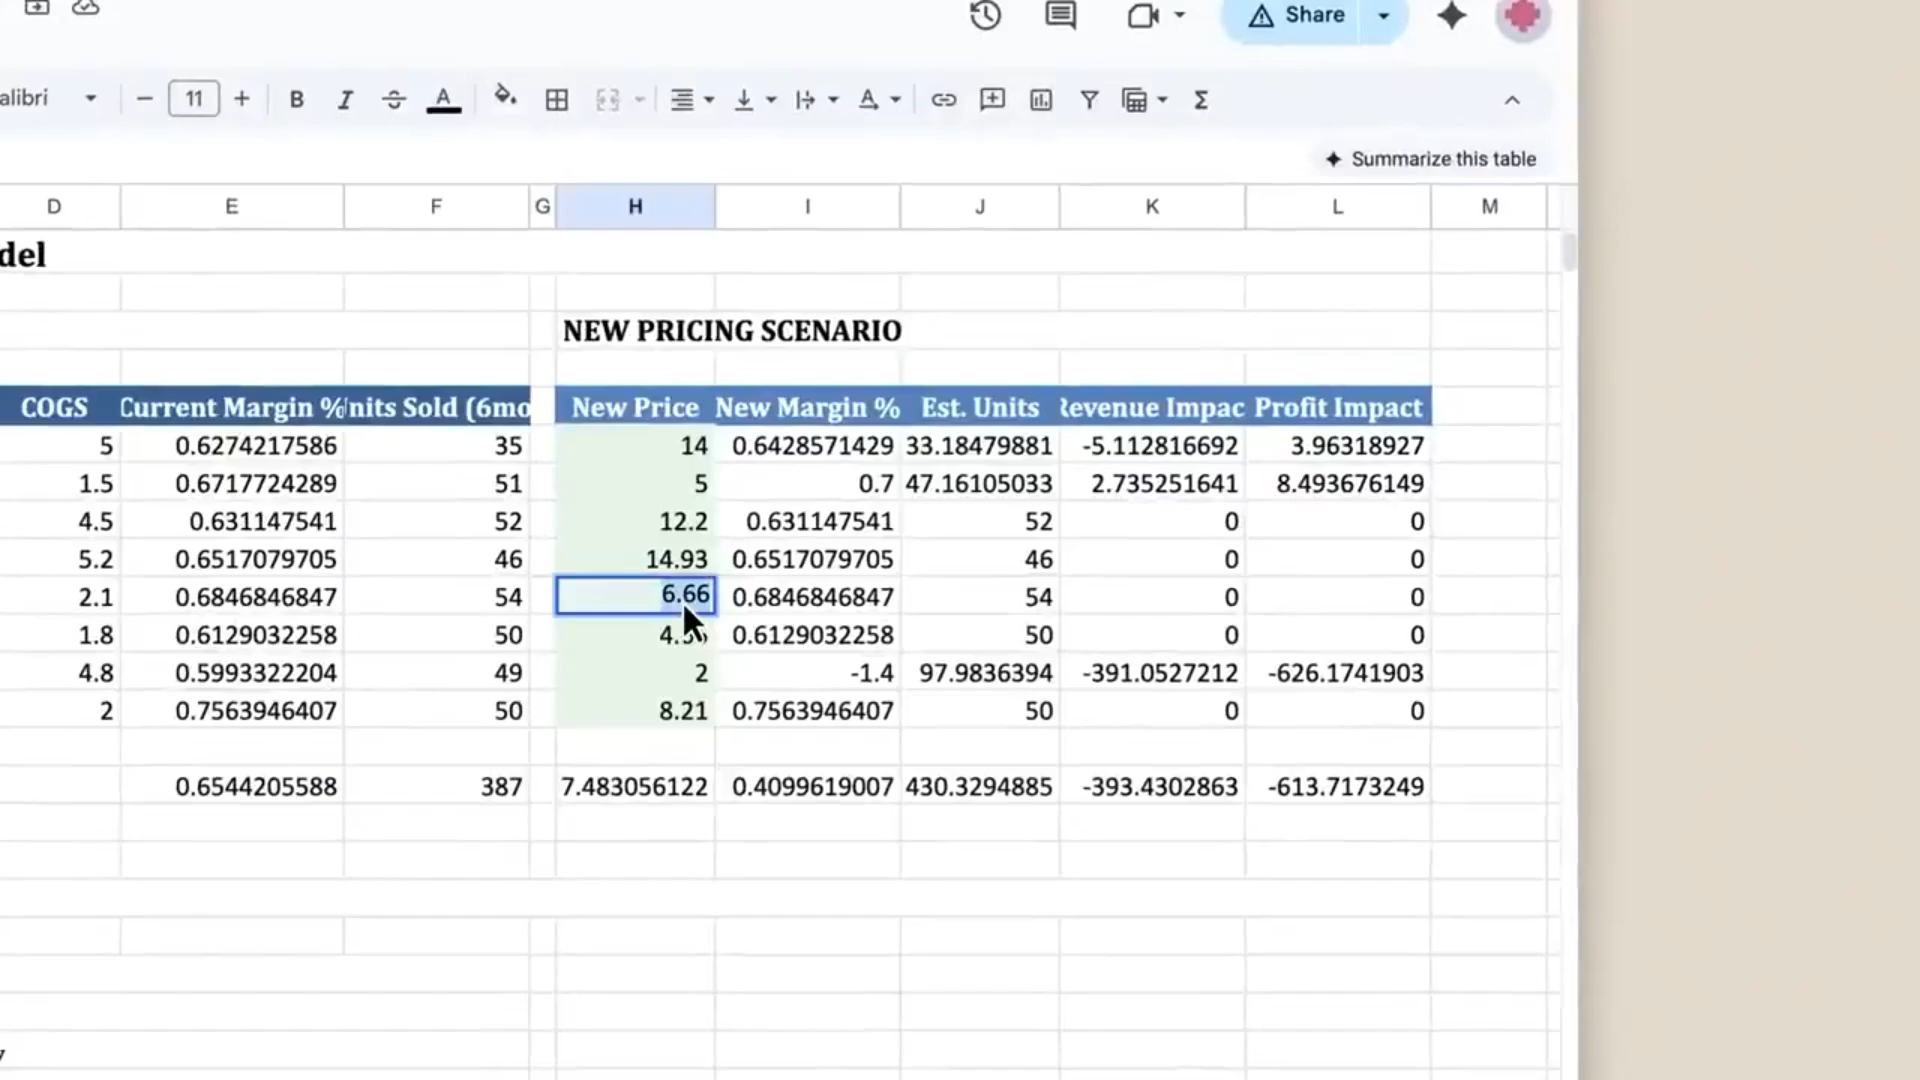 Share
alibri 11 B I A
Summarize this table
D E F G H I J K L M
del
NEW PRICING SCENARIO
COGS Current Margin % nits Sold (6mo New Price New Margin % Est. Units Revenue Impac Profit Impact
5 0.6274217586 35 14 0.6428571429 33.18479881 -5.112816692 3.96318927
1.5 0.6717724289 51 5 0.7 47.16105033 2.735251641 8.493676149
4.5 0.631147541 52 12.2 0.631147541 52 0 0
5.2 0.6517079705 46 14.93 0.6517079705 46 0 0
2.1 0.6846846847 54 6.66 0.6846846847 54 0 0
1.8 0.6129032258 50 0.6129032258 50 0 0
4.8 0.5993322204 49 2 -1.4 97.9836394 -391.0527212 -626.1741903
2 0.7563946407 50 8.21 0.7563946407 50 0 0
0.6544205588 387 7.483056122 0.4099619007 430.3294885 -393.4302863 -613.7173249